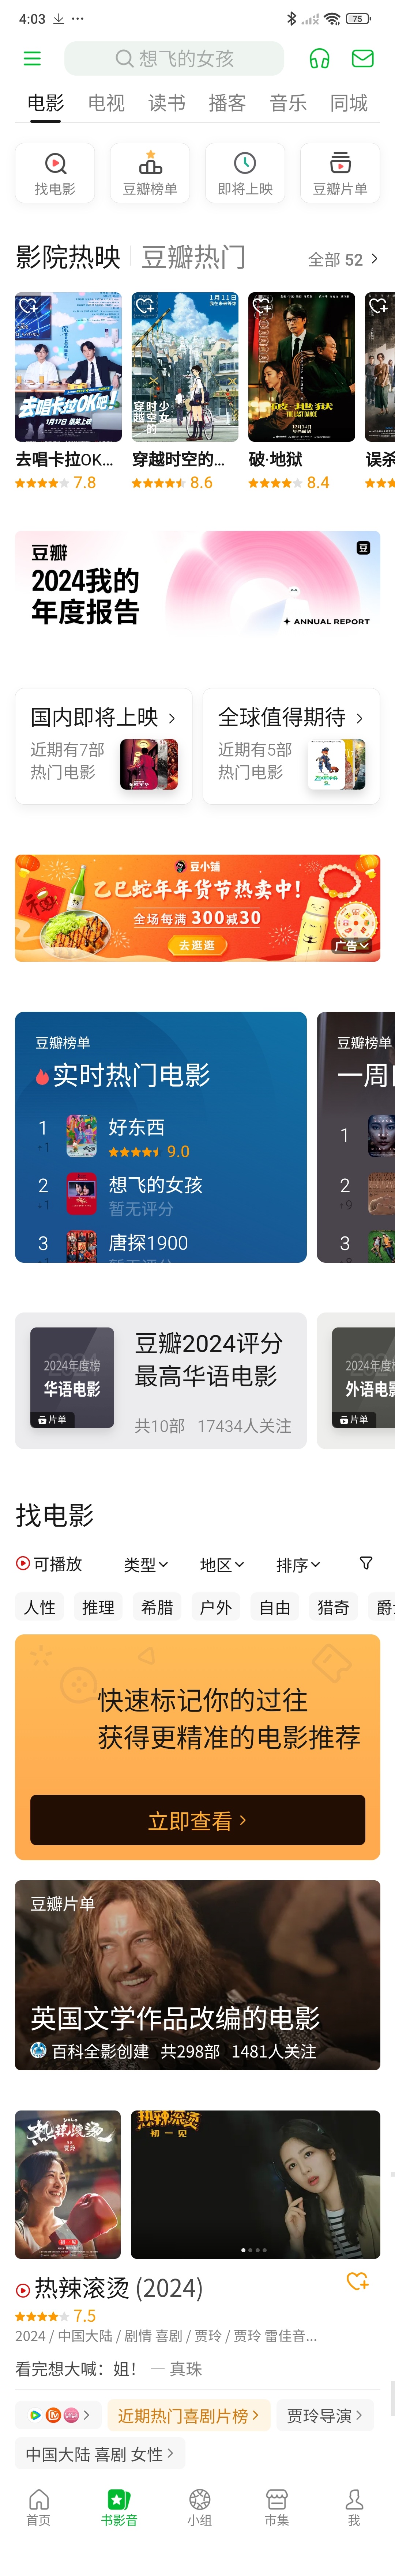 4:03
75
想飞的女孩
电影 电视 读书 播客 音乐 同城
找电影 豆瓣榜单 即将上映 豆瓣片单
影院热映 豆瓣热门 全部 52
1月11日
去唱卡拉OK吧!
1月17日 爆笑上映
穿越时空的少女
破·地狱
THE LAST DANCE
去唱卡拉OK... 穿越时空的... 破·地狱 误杀
7.8 8.6 8.4
豆瓣
2024我的
年度报告
豆
ANNUAL REPORT
国内即将上映 全球值得期待
近期有7部 近期有5部
热门电影 热门电影
豆小铺
乙巳蛇年年货节热卖中!
全场每满300减30
去逛逛
广告
福
豆瓣榜单 豆瓣榜单
实时热门电影 一周
1 好东西 1
9.0
2 想飞的女孩 2
暂无评分
3 唐探1900 3
2024年度榜
华语电影
片单
豆瓣2024评分
最高华语电影
共10部 17434人关注
2024年度榜
外语电影
片单
找电影
可播放 类型 地区 排序
人性 推理 希腊 户外 自由 猎奇
快速标记你的过往
获得更精准的电影推荐
立即查看
豆瓣片单
英国文学作品改编的电影
百科全影创建 共298部 1481人关注
热辣滚烫
YOLO
热辣滚烫
初一见
热辣滚烫 (2024)
7.5
2024 / 中国大陆 / 剧情 喜剧 / 贾玲 / 贾玲 雷佳音...
看完想大喊：姐！ — 真珠
近期热门喜剧片榜 贾玲导演
中国大陆 喜剧 女性
首页 书影音 小组 市集 我